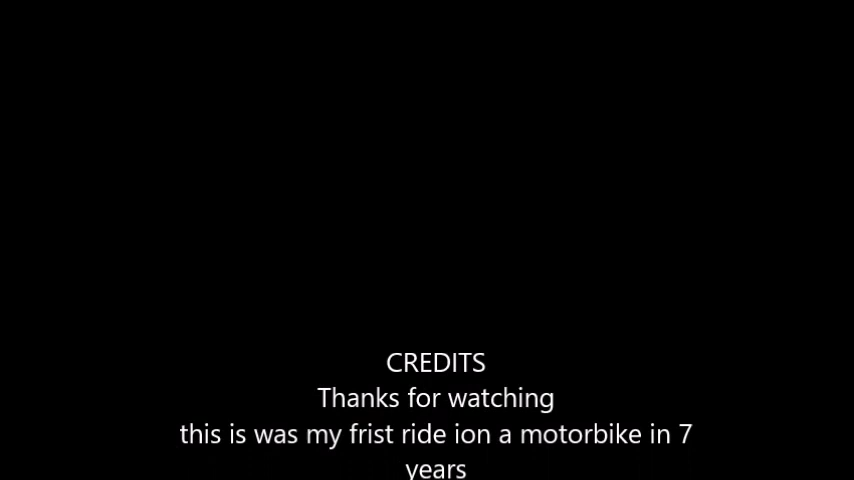 CREDITS
Thanks for watching
this is was my frist ride ion a motorbike in 7
years